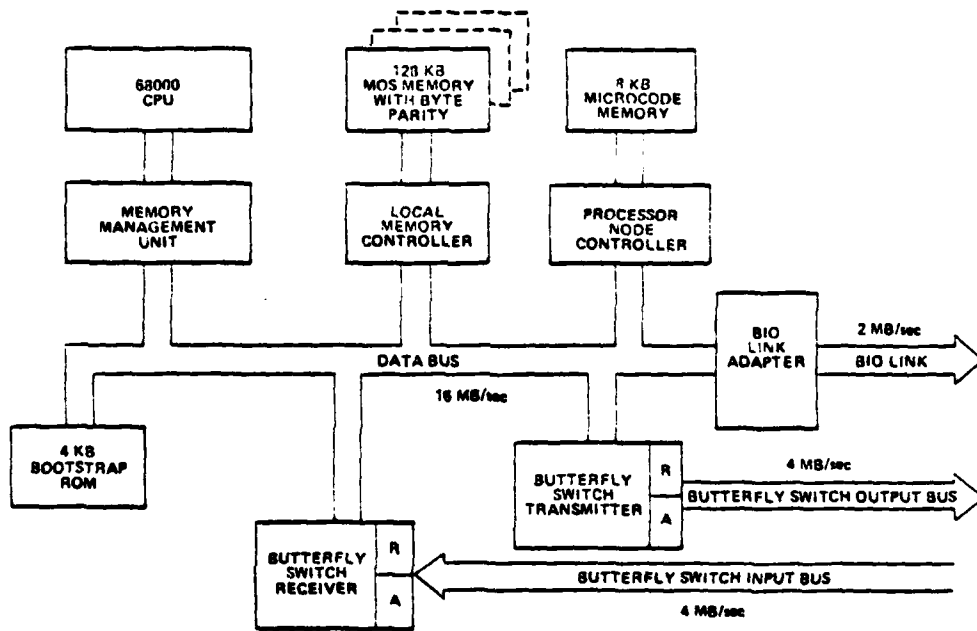 68000
CPU
128 KB
MOS MEMORY
WITH BYTE
PARITY
8 KB
MICROCODE
MEMORY
MEMORY
MANAGEMENT
UNIT
LOCAL
MEMORY
CONTROLLER
PROCESSOR
NODE
CONTROLLER
BIO
LINK
ADAPTER
2 MB/sec
BIO LINK
DATA BUS
16 MB/sec
4 KB
BOOTSTRAP
ROM
BUTTERFLY
SWITCH
TRANSMITTER
R
A
4 MB/sec
BUTTERFLY SWITCH OUTPUT BUS
BUTTERFLY
SWITCH
RECEIVER
R
A
BUTTERFLY SWITCH INPUT BUS
4 MB/sec